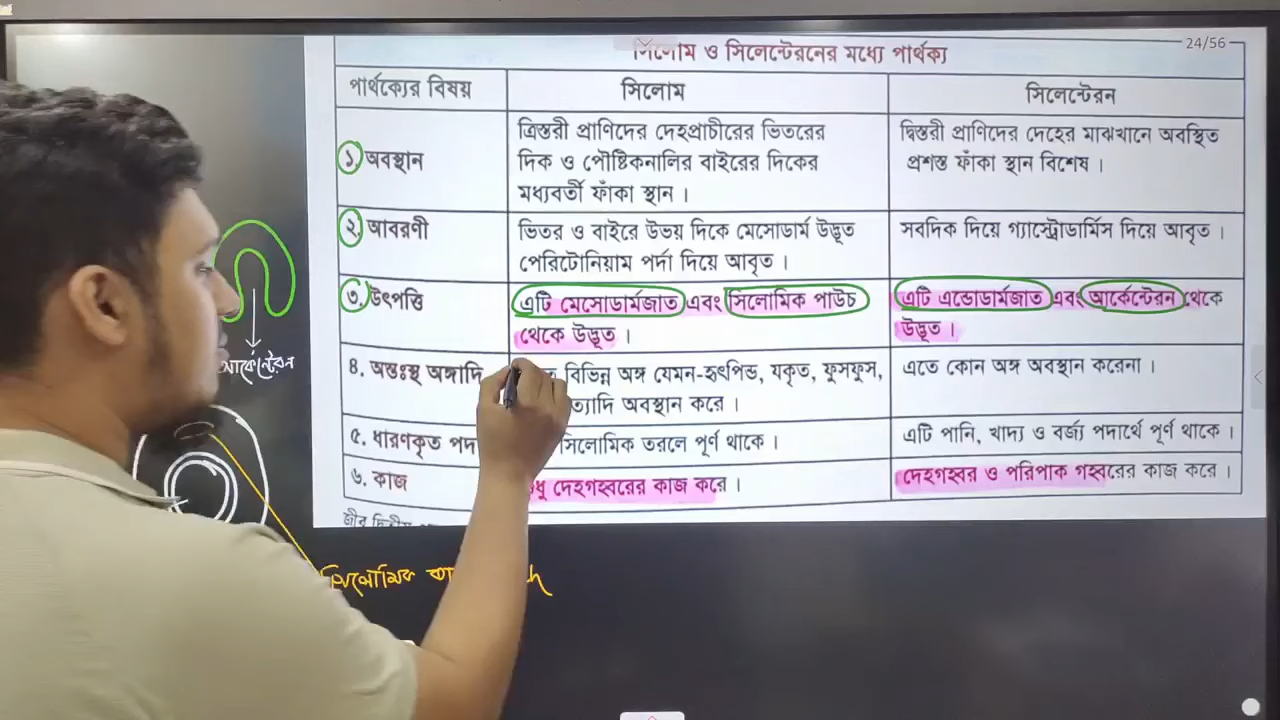 সিলোম ও সিলেন্টেরনের মধ্যে পার্থক্য
24/56
পার্থক্যের বিষয়
সিলোম
সিলেন্টেরন
১. অবস্থান
ত্রিস্তরী প্রাণিদের দেহপ্রাচীরের ভিতরের
দিক ও পৌষ্টিকনালির বাইরের দিকের
মধ্যবর্তী ফাঁকা স্থান ।
দ্বিস্তরী প্রাণিদের দেহের মাঝখানে অবস্থিত
প্রশস্ত ফাঁকা স্থান বিশেষ ।
২. আবরণী
ভিতর ও বাইরে উভয় দিকে মেসোডার্ম উদ্ভূত
পেরিটোনিয়াম পর্দা দিয়ে আবৃত ।
সবদিক দিয়ে গ্যাস্ট্রোডার্মিস দিয়ে আবৃত ।
৩. উৎপত্তি
এটি মেসোডার্মজাত এবং সিলোমিক পাউচ
থেকে উদ্ভূত ।
এটি এন্ডোডার্মজাত এবং আর্কেন্টেরন থেকে
উদ্ভূত ।
৪. অন্তঃস্থ অঙ্গাদি
বিভিন্ন অঙ্গ যেমন-হৃৎপিন্ড, যকৃত, ফুসফুস,
অবস্থান করে ।
এতে কোন অঙ্গ অবস্থান করেনা ।
৫. ধারণকৃত
সিলোমিক তরলে পূর্ণ থাকে ।
এটি পানি, খাদ্য ও বর্জ্য পদার্থে পূর্ণ থাকে ।
৬. কাজ
দেহগহ্বরের কাজ করে ।
দেহগহ্বর ও পরিপাক গহ্বরের কাজ করে ।
আর্কেন্টেরন
সিলোমিক